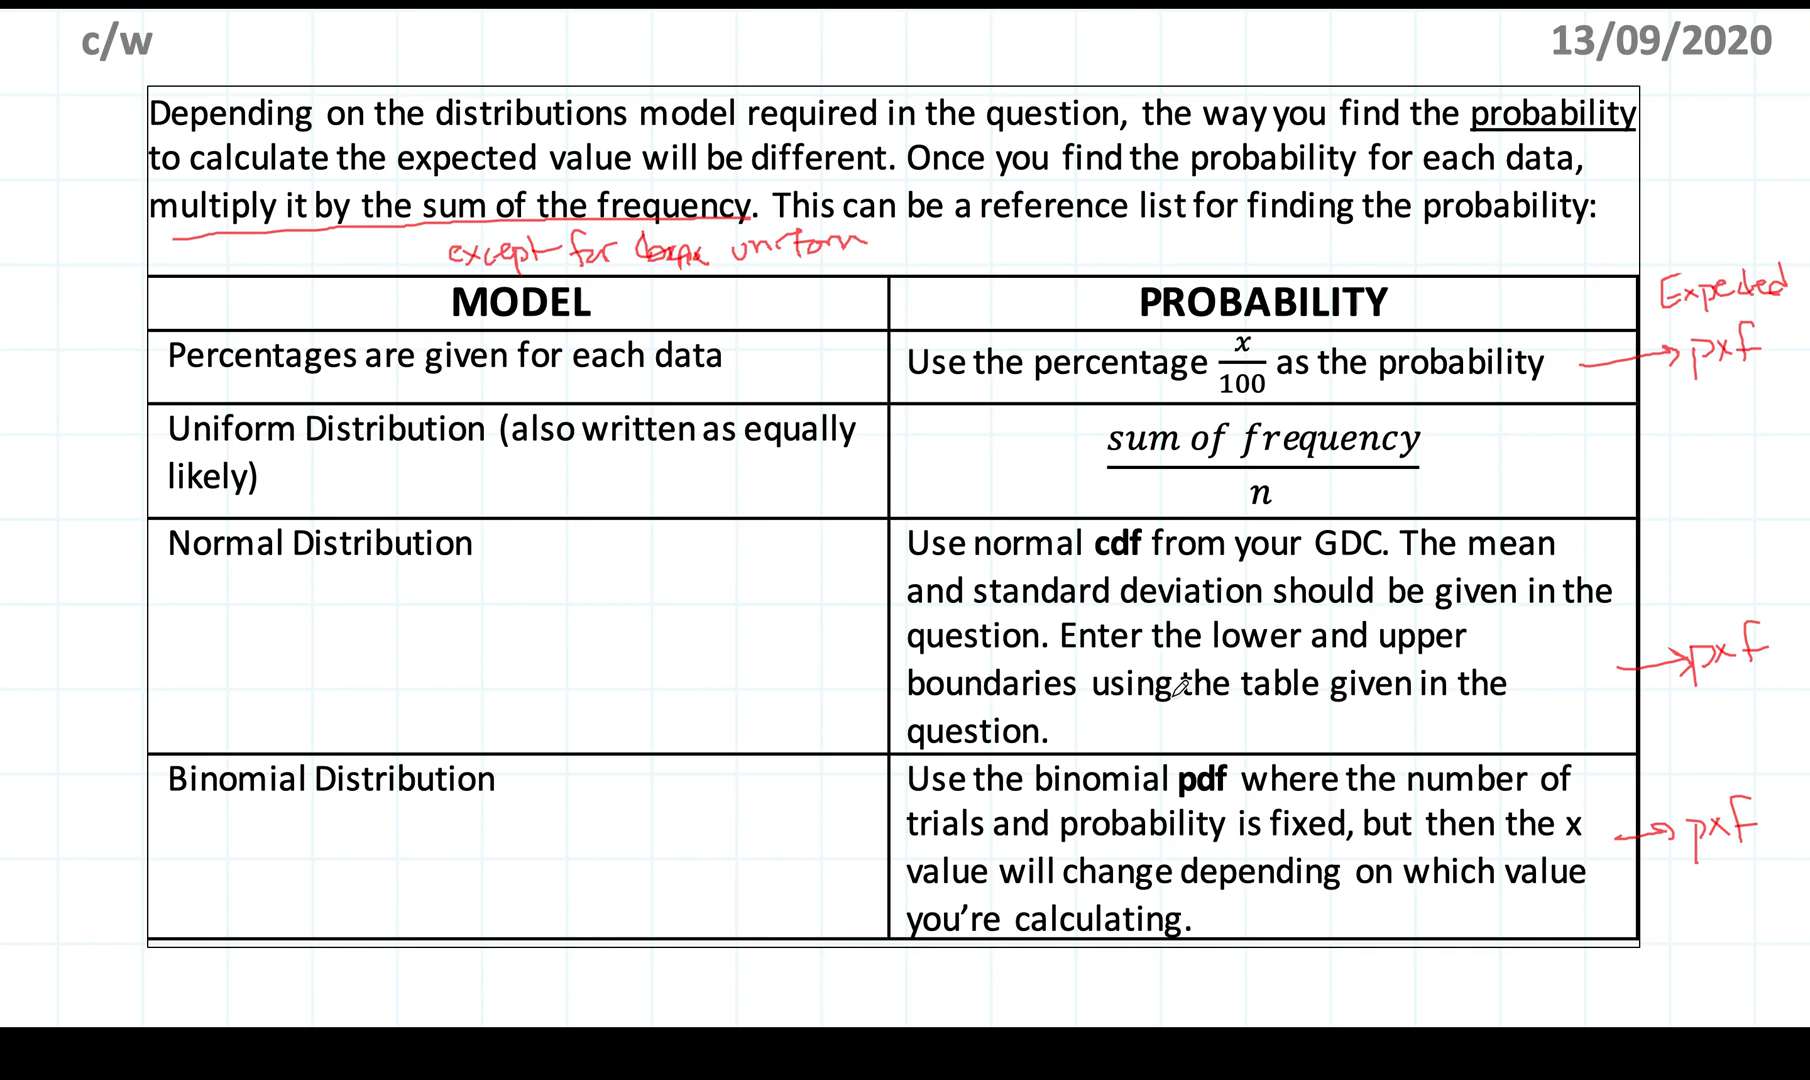 c/w
13/09/2020
Depending on the distributions model required in the question, the way you find the probability
to calculate the expected value will be different. Once you find the probability for each data,
multiply it by the sum of the frequency. This can be a reference list for finding the probability:
except for uniform
MODEL
PROBABILITY
Expected
Percentages are given for each data
Use the percentage x/100 as the probability
→ pxf
Uniform Distribution (also written as equally
likely)
sum of frequency
n
Normal Distribution
Use normal cdf from your GDC. The mean
and standard deviation should be given in the
question. Enter the lower and upper
boundaries using the table given in the
question.
→ pxf
Binomial Distribution
Use the binomial pdf where the number of
trials and probability is fixed, but then the x
value will change depending on which value
you're calculating.
→ pxf